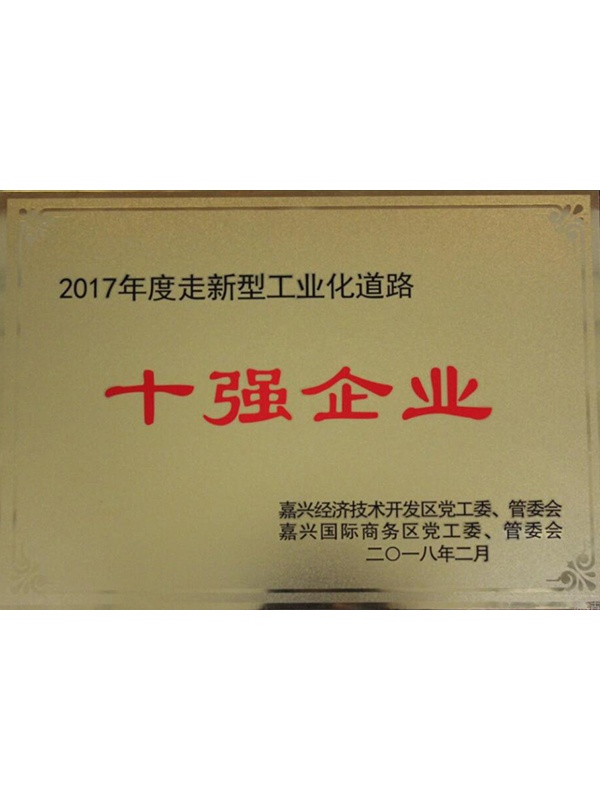 2017年度走新型工业化道路
十强企业
嘉兴经济技术开发区党工委、管委会
嘉兴国际商务区党工委、管委会
二〇一八年二月